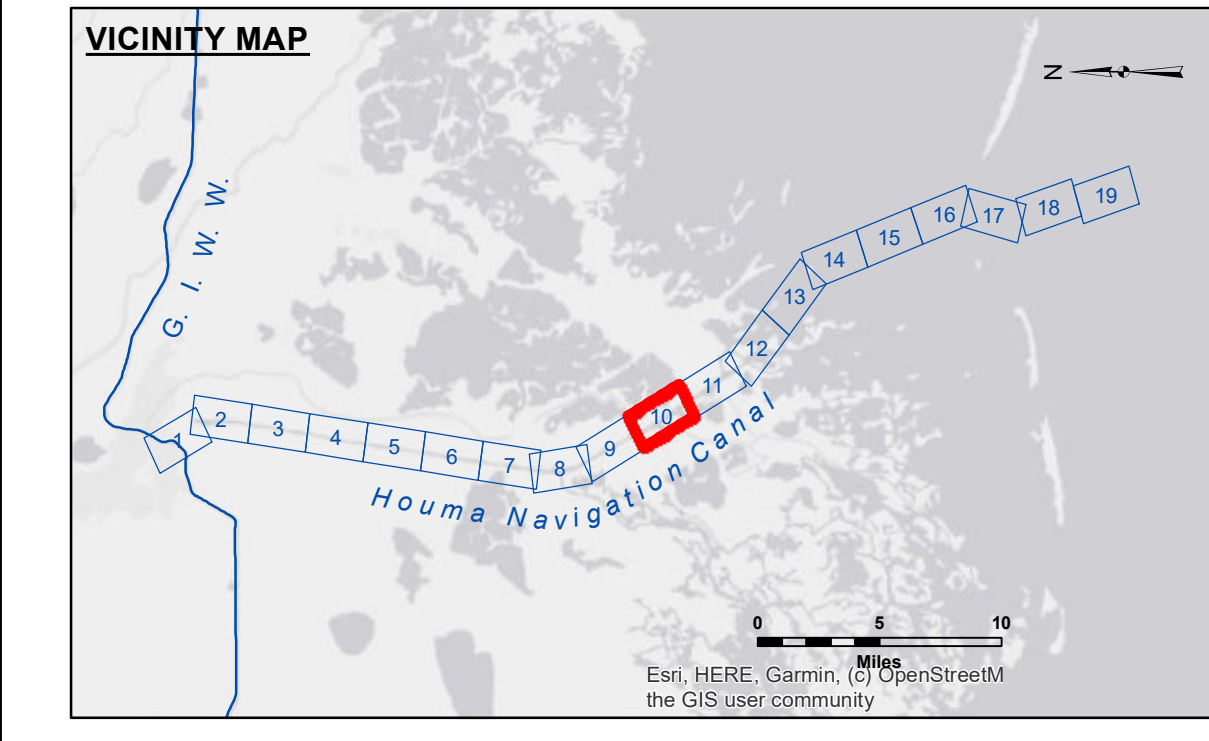 VICINITY MAP
N
G. I. W. W.
1
2
3
4
5
6
7
8
9
10
11
12
13
14
15
16
17
18
19
Houma Navigation Canal
0 5 10
Miles
Esri, HERE, Garmin, (c) OpenStreetM
the GIS user community